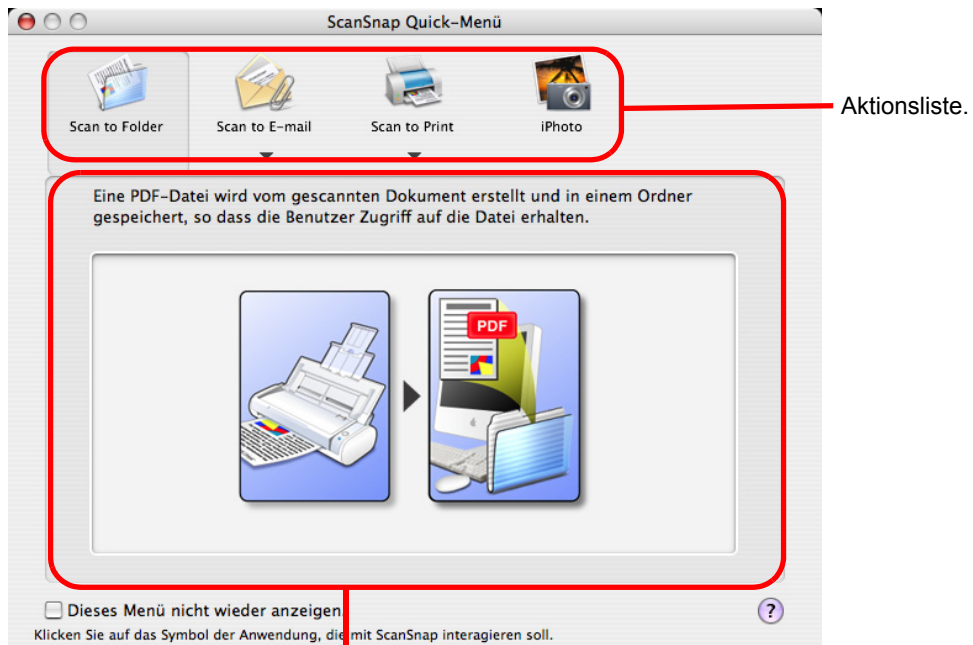 ScanSnap Quick-Menü
Scan to Folder
Scan to E-mail
Scan to Print
iPhoto
Aktionsliste.
Eine PDF-Datei wird vom gescannten Dokument erstellt und in einem Ordner
gespeichert, so dass die Benutzer Zugriff auf die Datei erhalten.
PDF
Dieses Menü nicht wieder anzeigen.
?
Klicken Sie auf das Symbol der Anwendung, die mit ScanSnap interagieren soll.